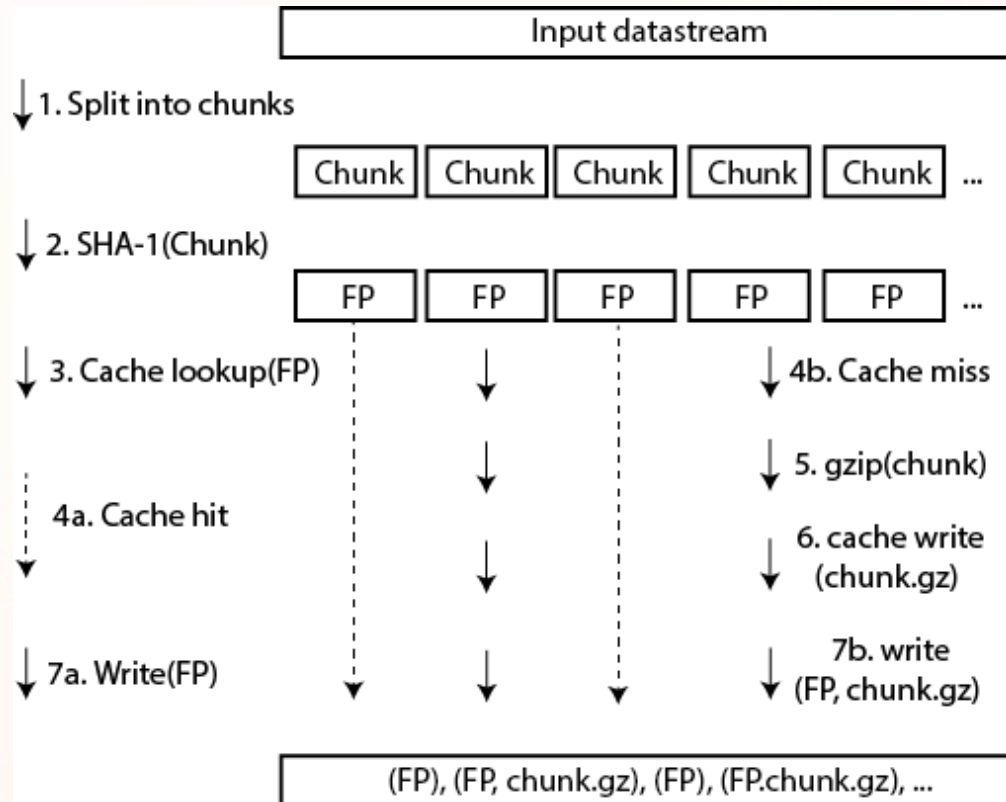 Input datastream
1. Split into chunks
Chunk Chunk Chunk Chunk Chunk ...
2. SHA-1(Chunk)
FP FP FP FP FP ...
3. Cache lookup(FP)
4b. Cache miss
5. gzip(chunk)
4a. Cache hit
6. cache write
(chunk.gz)
7a. Write(FP)
7b. write
(FP, chunk.gz)
(FP), (FP, chunk.gz), (FP), (FP.chunk.gz), ...